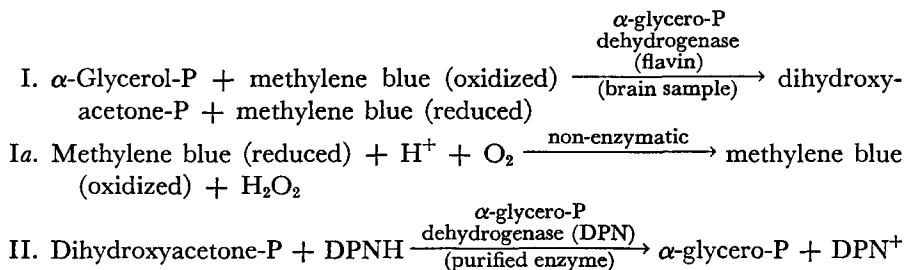 α-glycero-P
dehydrogenase
(flavin)
I. α-Glycerol-P + methylene blue (oxidized) ⟶ dihydroxy-
(brain sample)
acetone-P + methylene blue (reduced)
Ia. Methylene blue (reduced) + H⁺ + O₂ non-enzymatic ⟶ methylene blue
(oxidized) + H₂O₂
α-glycero-P
dehydrogenase (DPN)
II. Dihydroxyacetone-P + DPNH ⟶ α-glycero-P + DPN⁺
(purified enzyme)